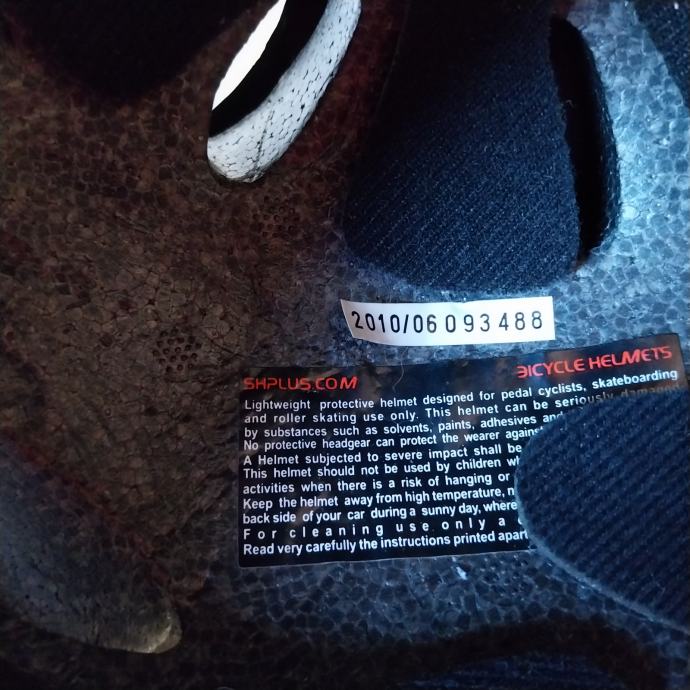 2010/06 093488
SHPLUS.COM BICYCLE HELMETS
Lightweight protective helmet designed for pedal cyclists, skateboarding
and roller skating use only. This helmet can be seriously damaged
by substances such as solvents, paints, adhesives and
No protective headgear can protect the wearer against
A Helmet subjected to severe impact shall be
This helmet should not be used by children
activities when there is a risk of hanging or
Keep the helmet away from high temperature,
back side of your car during a sunny day, where
For cleaning use only a
Read very carefully the instructions printed apart